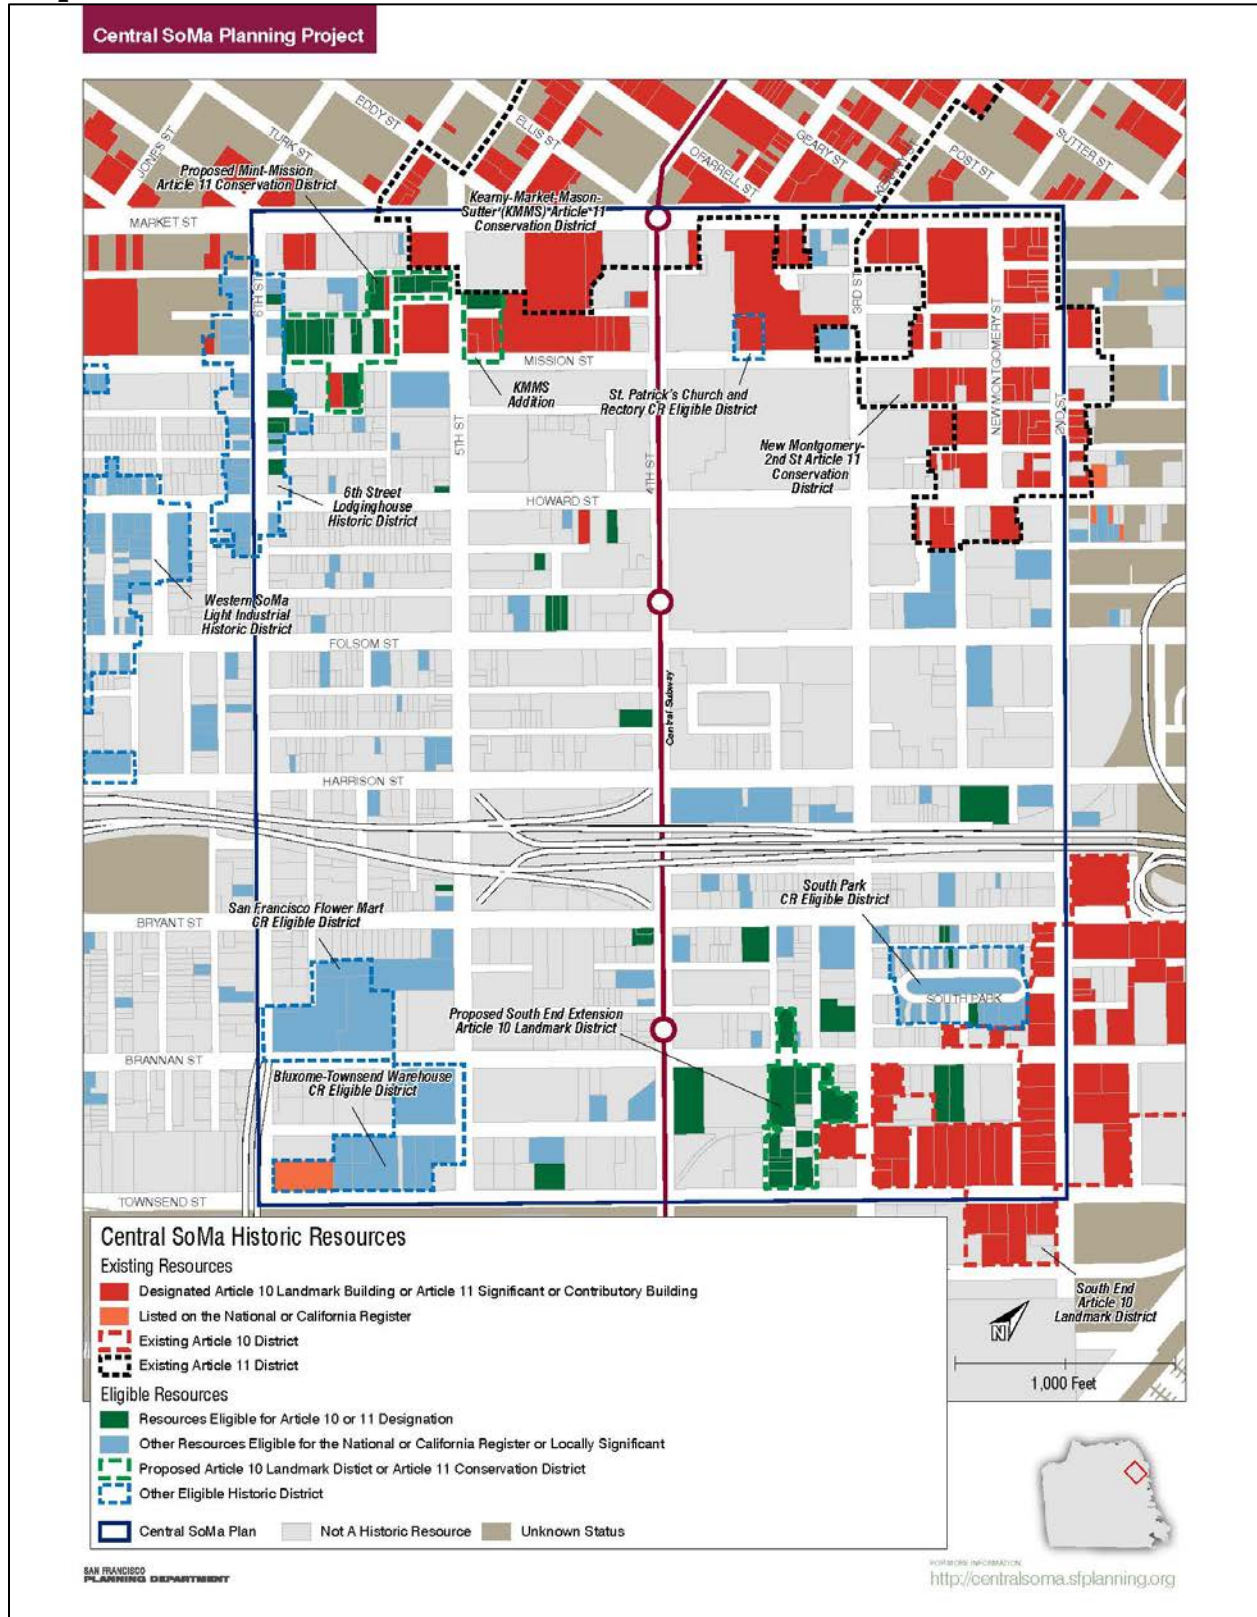 Central SoMa Planning Project
JONES ST
TURK ST
EDDY ST
ELLIS ST
OFARRELL ST
GEARY ST
KEARNY ST
POST ST
SUTTER ST
Proposed Mint-Mission
Article 11 Conservation District
Kearny-Market-Mason-
Sutter (KMMS) Article 11
Conservation District
MARKET ST
6TH ST
3RD ST
NEW MONTGOMERY ST
MISSION ST
KMMS
Addition
St. Patrick's Church and
Rectory CR Eligible District
5TH ST
4TH ST
2ND ST
New Montgomery-
2nd St Article 11
Conservation
District
6th Street
Lodginghouse
Historic District
HOWARD ST
Western SoMa
Light Industrial
Historic District
FOLSOM ST
Central Subway
HARRISON ST
San Francisco Flower Mart
CR Eligible District
BRYANT ST
South Park
CR Eligible District
SOUTH PARK
Proposed South End Extension
Article 10 Landmark District
BRANNAN ST
Bluxome-Townsend Warehouse
CR Eligible District
TOWNSEND ST
South End
Article 10
Landmark District
N
1,000 Feet
Central SoMa Historic Resources
Existing Resources
Designated Article 10 Landmark Building or Article 11 Significant or Contributory Building
Listed on the National or California Register
Existing Article 10 District
Existing Article 11 District
Eligible Resources
Resources Eligible for Article 10 or 11 Designation
Other Resources Eligible for the National or California Register or Locally Significant
Proposed Article 10 Landmark Distict or Article 11 Conservation District
Other Eligible Historic District
Central SoMa Plan Not A Historic Resource Unknown Status
SAN FRANCISCO
PLANNING DEPARTMENT
FOR MORE INFORMATION
http://centralsoma.sfplanning.org